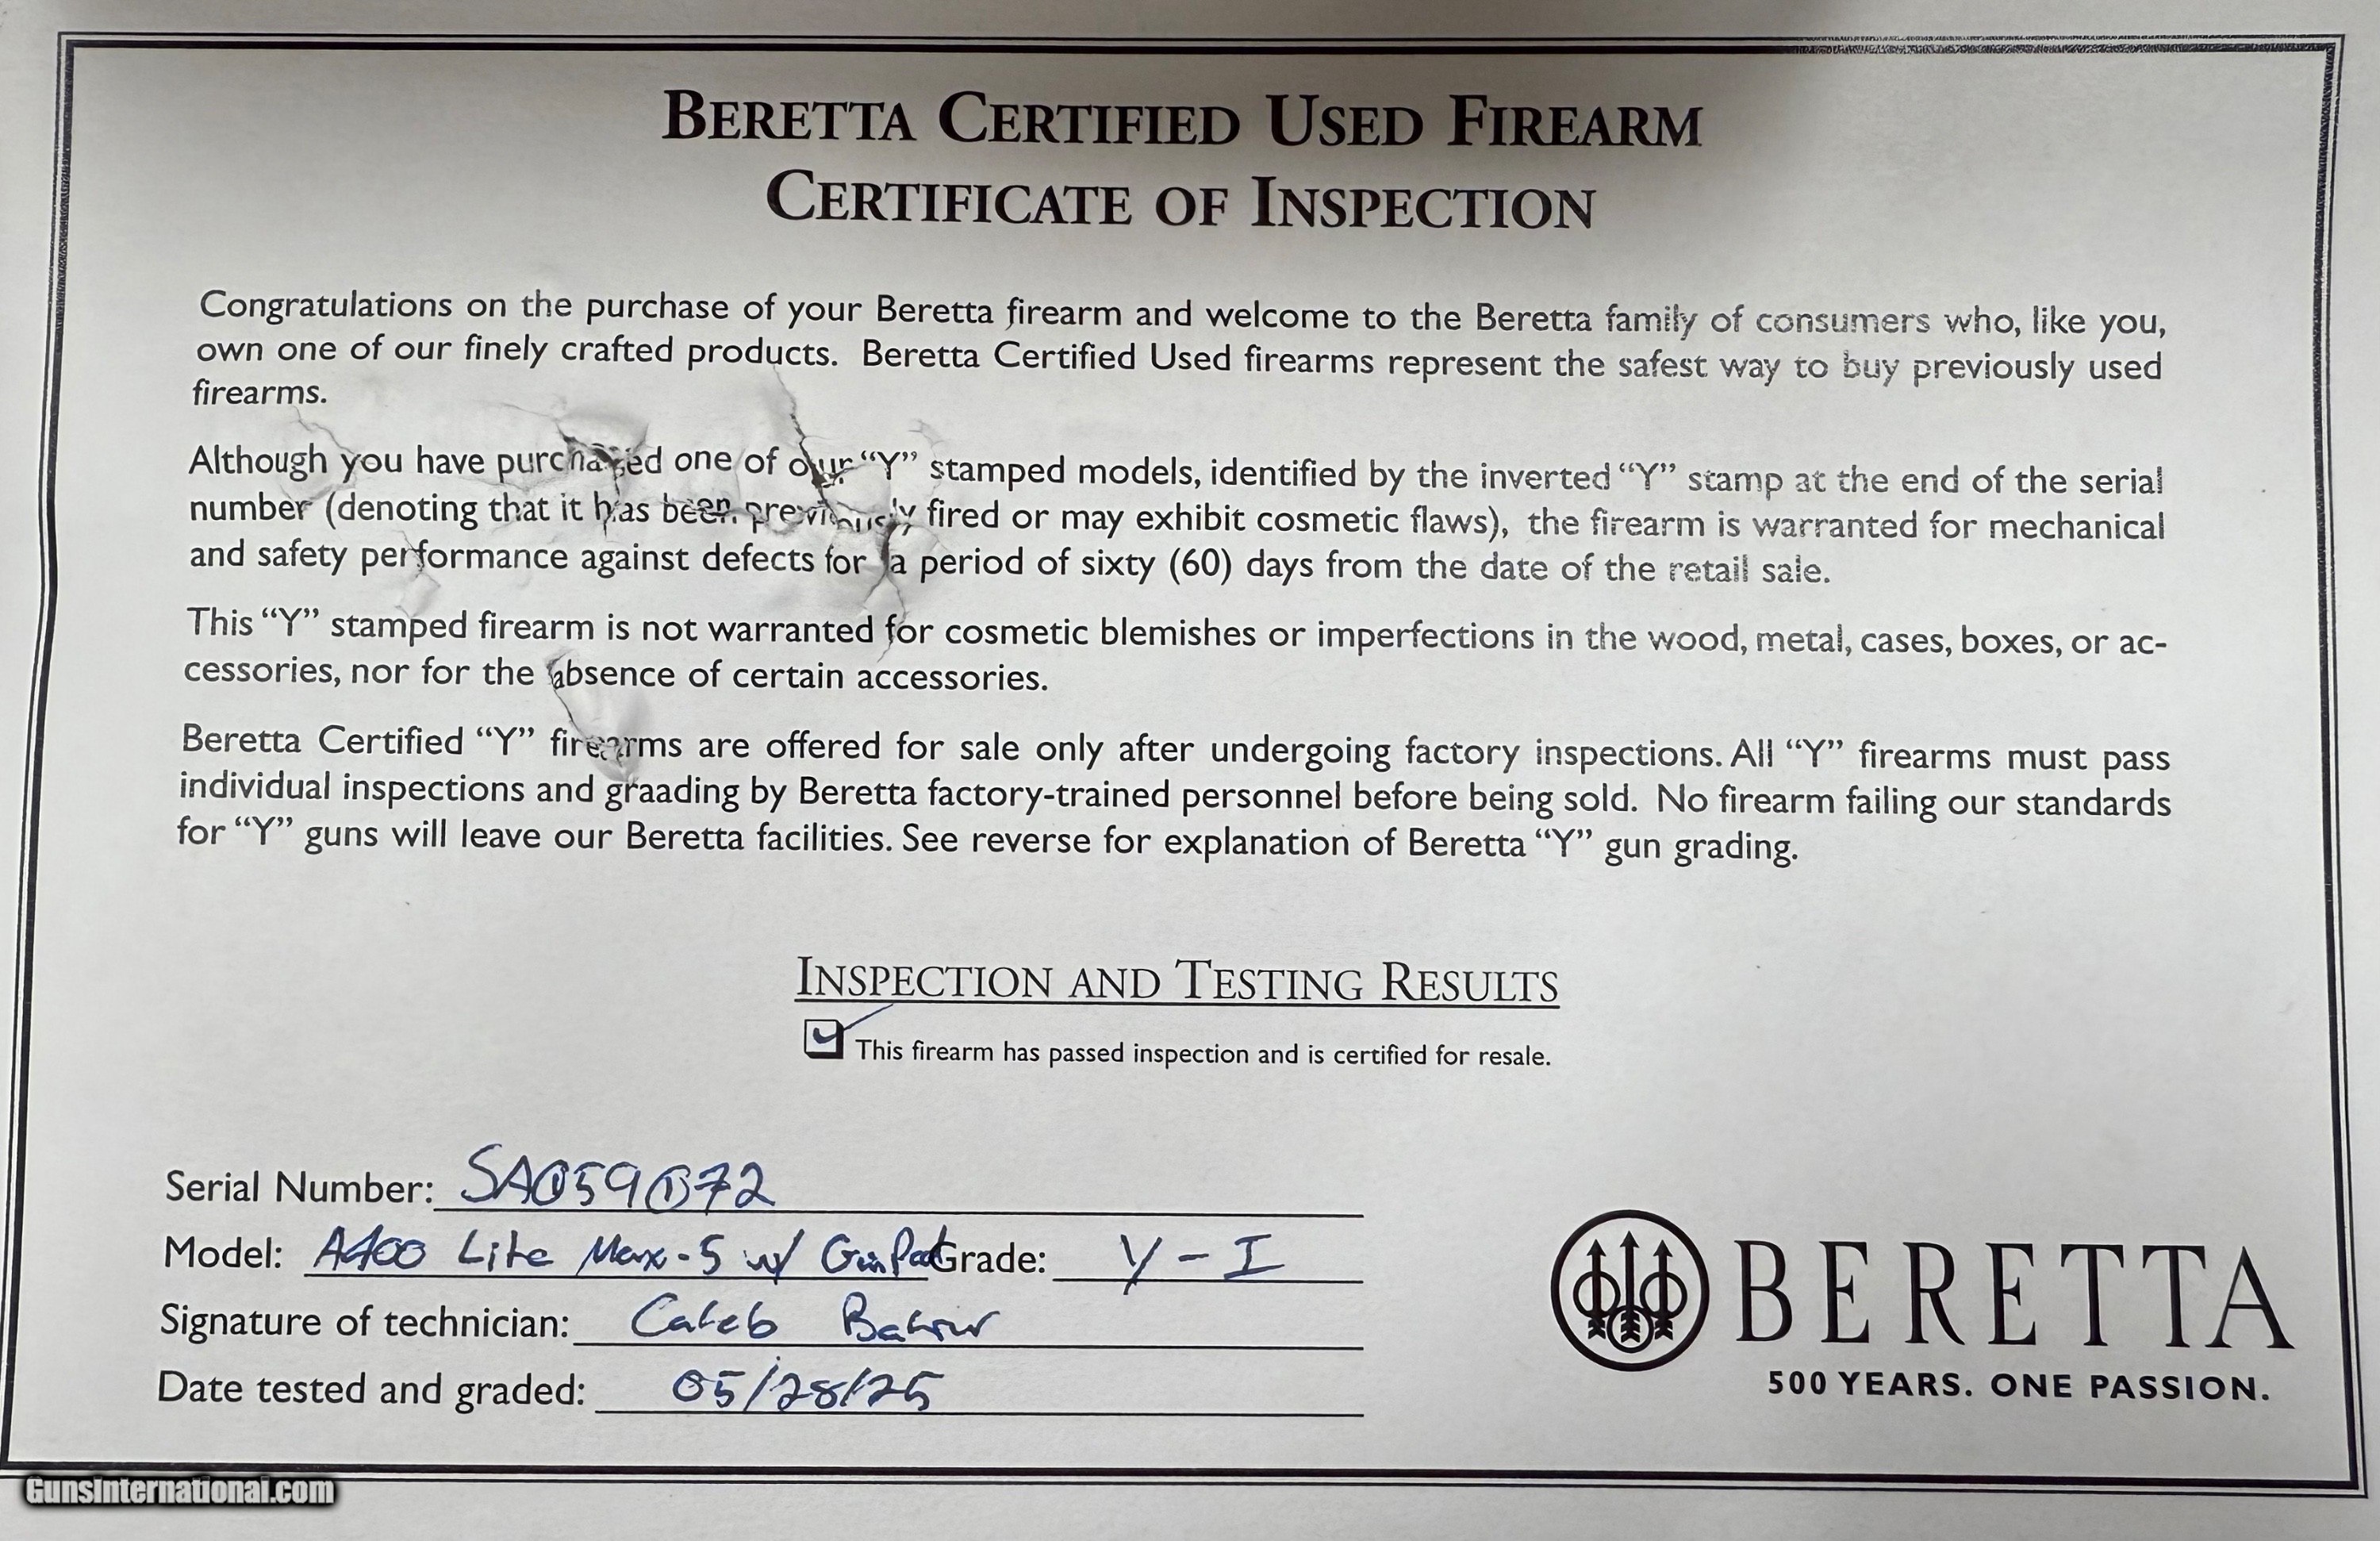 BERETTA CERTIFIED USED FIREARM
CERTIFICATE OF INSPECTION
Congratulations on the purchase of your Beretta firearm and welcome to the Beretta family of consumers who, like you,
own one of our finely crafted products. Beretta Certified Used firearms represent the safest way to buy previously used
firearms.
Although you have purchased one of our “Y” stamped models, identified by the inverted “Y” stamp at the end of the serial
number (denoting that it has been previously fired or may exhibit cosmetic flaws), the firearm is warranted for mechanical
and safety performance against defects for a period of sixty (60) days from the date of the retail sale.
This “Y” stamped firearm is not warranted for cosmetic blemishes or imperfections in the wood, metal, cases, boxes, or ac-
cessories, nor for the absence of certain accessories.
Beretta Certified “Y” firearms are offered for sale only after undergoing factory inspections. All “Y” firearms must pass
individual inspections and graading by Beretta factory-trained personnel before being sold. No firearm failing our standards
for “Y” guns will leave our Beretta facilities. See reverse for explanation of Beretta “Y” gun grading.
INSPECTION AND TESTING RESULTS
This firearm has passed inspection and is certified for resale.
Serial Number: SA059072
Model: A400 Lite Max-5 w/ Gun Pod Grade: Y-I
Signature of technician: Caleb
Date tested and graded: 05/28/25
BERETTA
500 YEARS. ONE PASSION.
GunsInternational.com